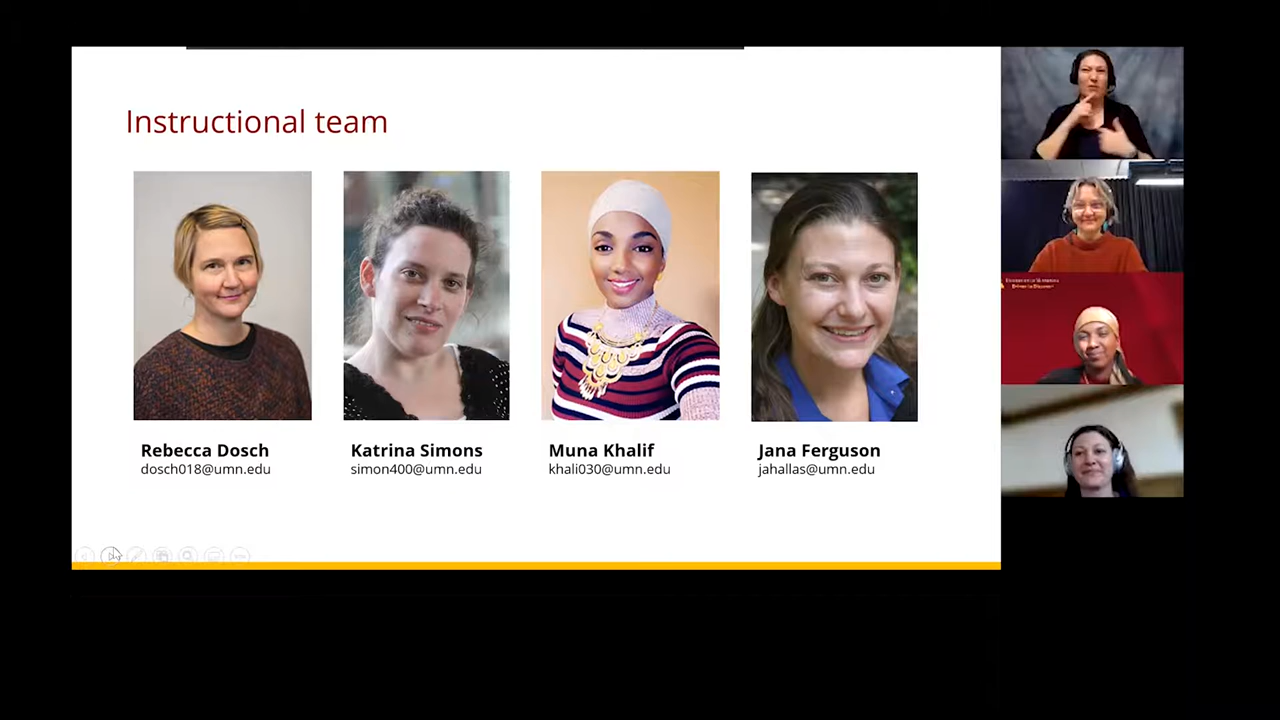 Instructional team
Rebecca Dosch
dosch018@umn.edu
Katrina Simons
simon400@umn.edu
Muna Khalif
khali030@umn.edu
Jana Ferguson
jahallas@umn.edu